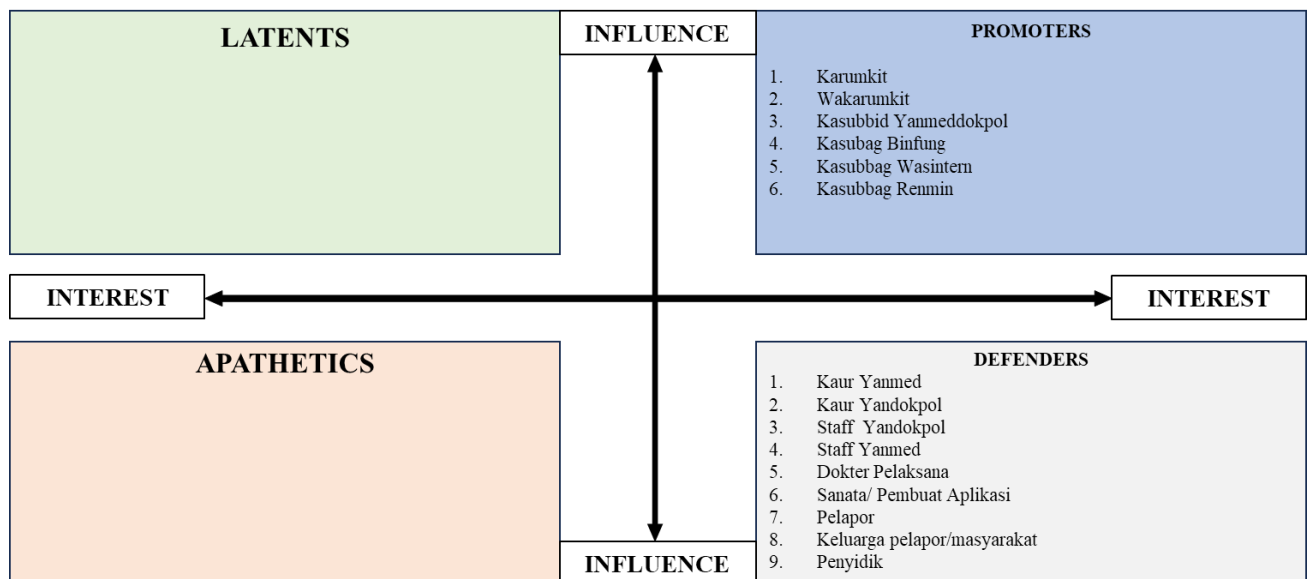 LATENTS
INFLUENCE
PROMOTERS
1. Karumkit
2. Wakarumkit
3. Kasubbid Yanmeddokpol
4. Kasubag Binfung
5. Kasubbag Wasintern
6. Kasubbag Renmin
INTEREST
INTEREST
APATHETICS
DEFENDERS
1. Kaur Yanmed
2. Kaur Yandokpol
3. Staff Yandokpol
4. Staff Yanmed
5. Dokter Pelaksana
6. Sanata/ Pembuat Aplikasi
7. Pelapor
8. Keluarga pelapor/masyarakat
9. Penyidik
INFLUENCE